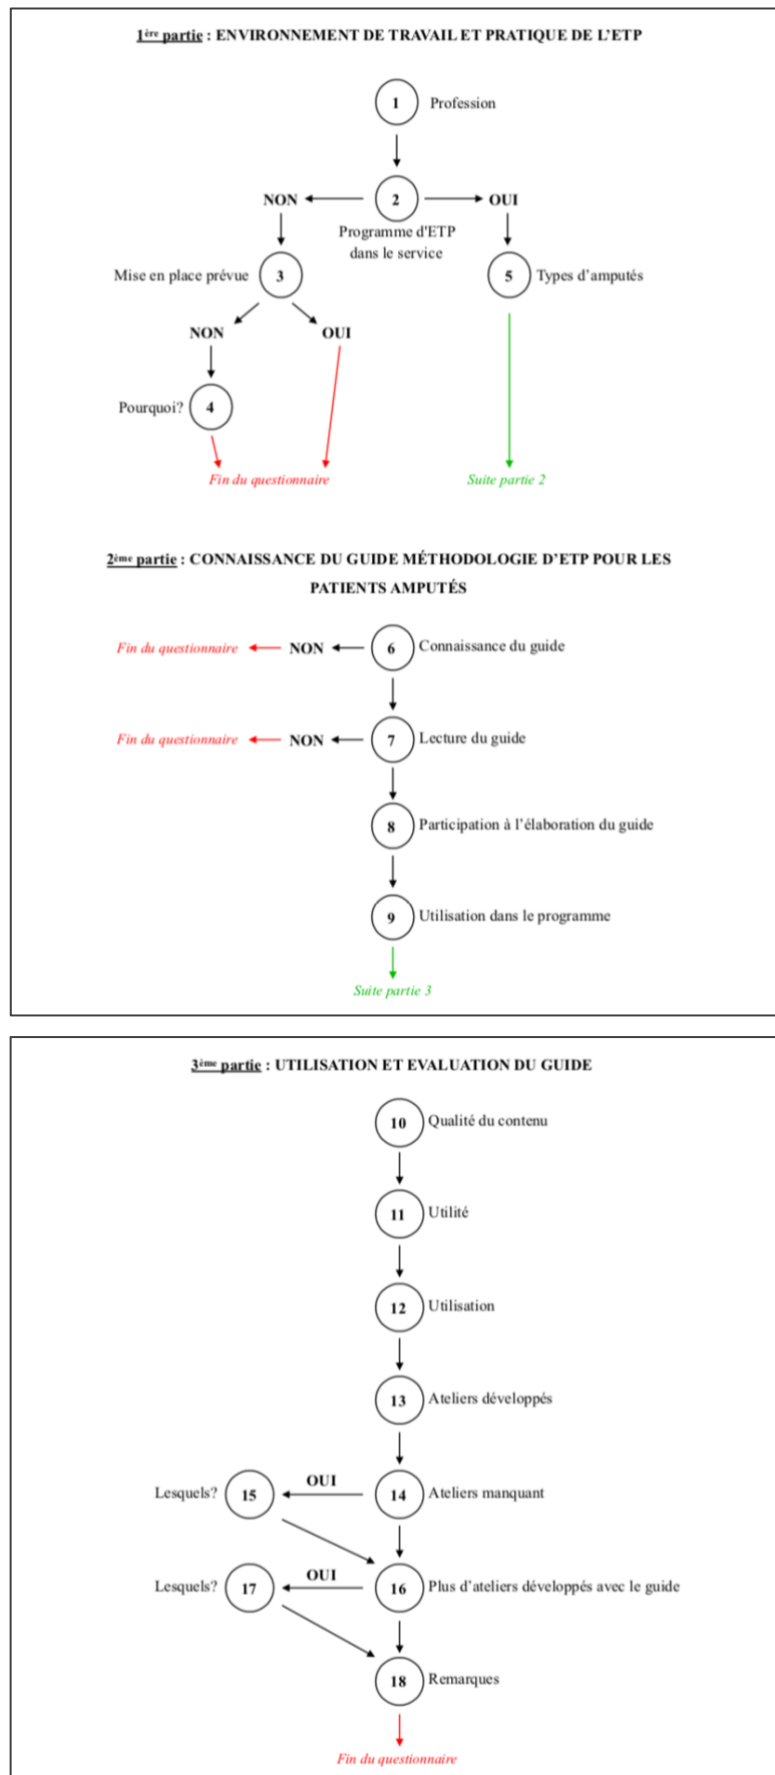 1ère partie : ENVIRONNEMENT DE TRAVAIL ET PRATIQUE DE L'ETP
1 Profession
NON 2 OUI
Programme d'ETP
dans le service
Mise en place prévue 3
5 Types d'amputés
NON OUI
Pourquoi? 4
Fin du questionnaire
Suite partie 2
2ème partie : CONNAISSANCE DU GUIDE MÉTHODOLOGIE D'ETP POUR LES
PATIENTS AMPUTÉS
Fin du questionnaire NON 6 Connaissance du guide
Fin du questionnaire NON 7 Lecture du guide
8 Participation à l'élaboration du guide
9 Utilisation dans le programme
Suite partie 3
3ème partie : UTILISATION ET EVALUATION DU GUIDE
10 Qualité du contenu
11 Utilité
12 Utilisation
13 Ateliers développés
Lesquels? 15 OUI 14 Ateliers manquant
Lesquels? 17 OUI 16 Plus d'ateliers développés avec le guide
18 Remarques
Fin du questionnaire